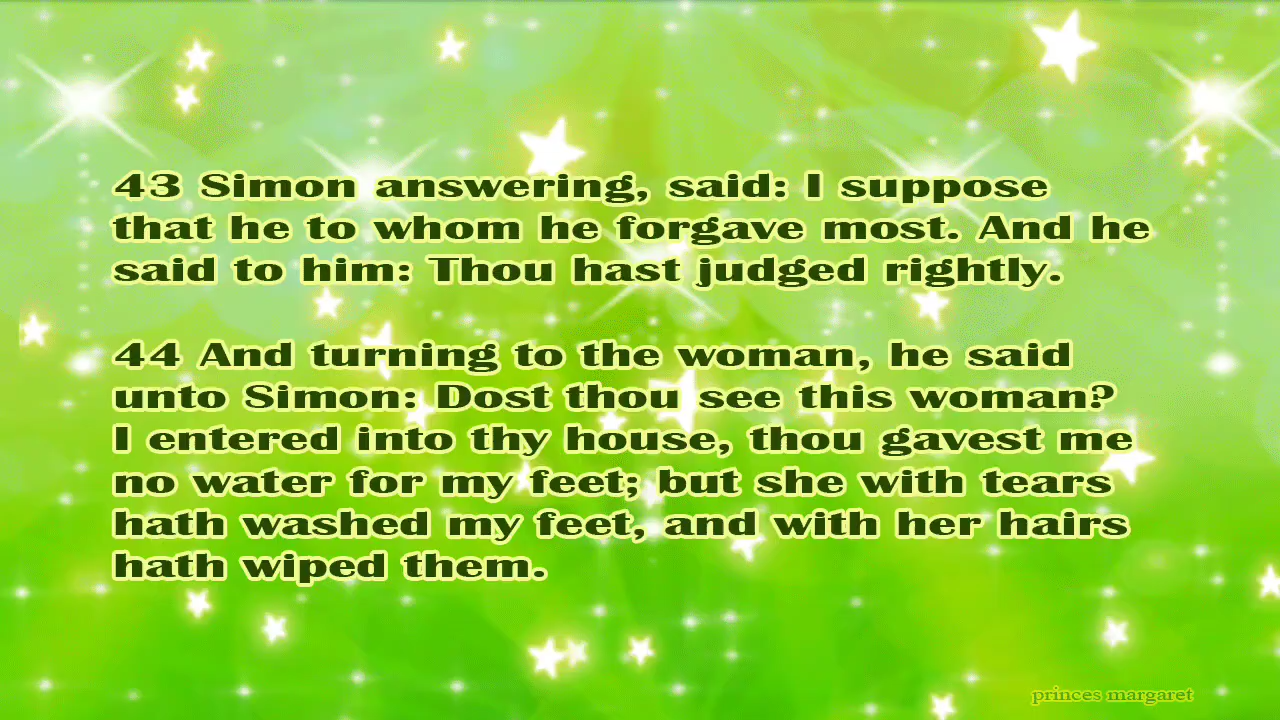 43 Simon answering, said: I suppose
that he to whom he forgave most. And he
said to him: Thou hast judged rightly.
44 And turning to the woman, he said
unto Simon: Dost thou see this woman?
I entered into thy house, thou gavest me
no water for my feet; but she with tears
hath washed my feet, and with her hairs
hath wiped them.
princes margaret